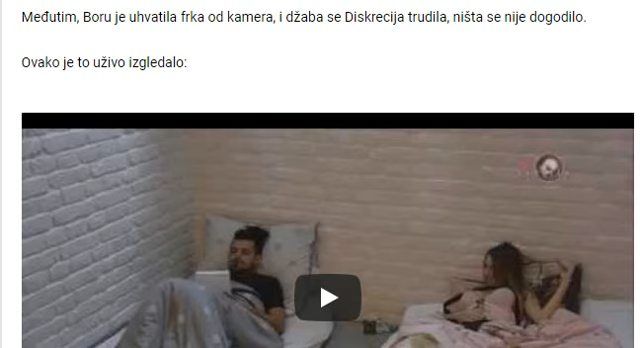 Međutim, Boru je uhvatila frka od kamera, i džaba se Diskrecija trudila, ništa se nije dogodilo.
Ovako je to uživo izgledalo: